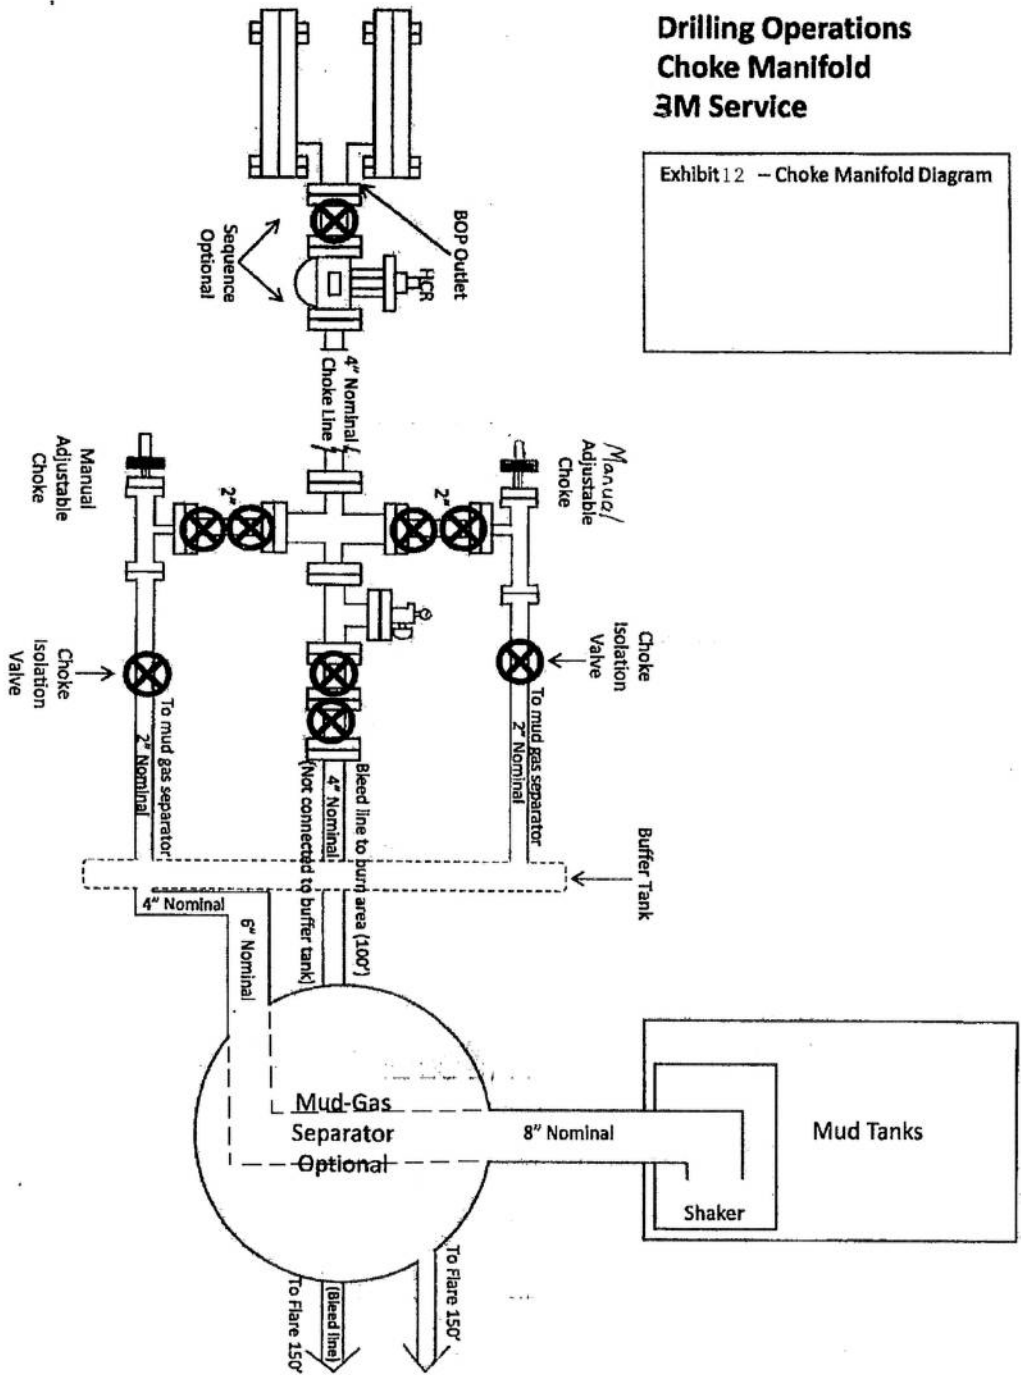 Drilling Operations
Choke Manifold
3M Service
Exhibit 12 – Choke Manifold Diagram
BOP Outlet
Sequence
Optional
HCR
4" Nominal
Choke Line
Manual
Adjustable
Choke
2"
2"
Manual
Adjustable
Choke
Choke
Isolation
Valve
Choke
Isolation
Valve
To mud gas separator
2" Nominal
To mud gas separator
2" Nominal
Bleed line to burn area (100')
4" Nominal
(Not connected to buffer tank)
Buffer Tank
4" Nominal
6" Nominal
Mud-Gas
Separator
Optional
8" Nominal
Mud Tanks
Shaker
To Flare 150'
(Bleed line)
To Flare 150'